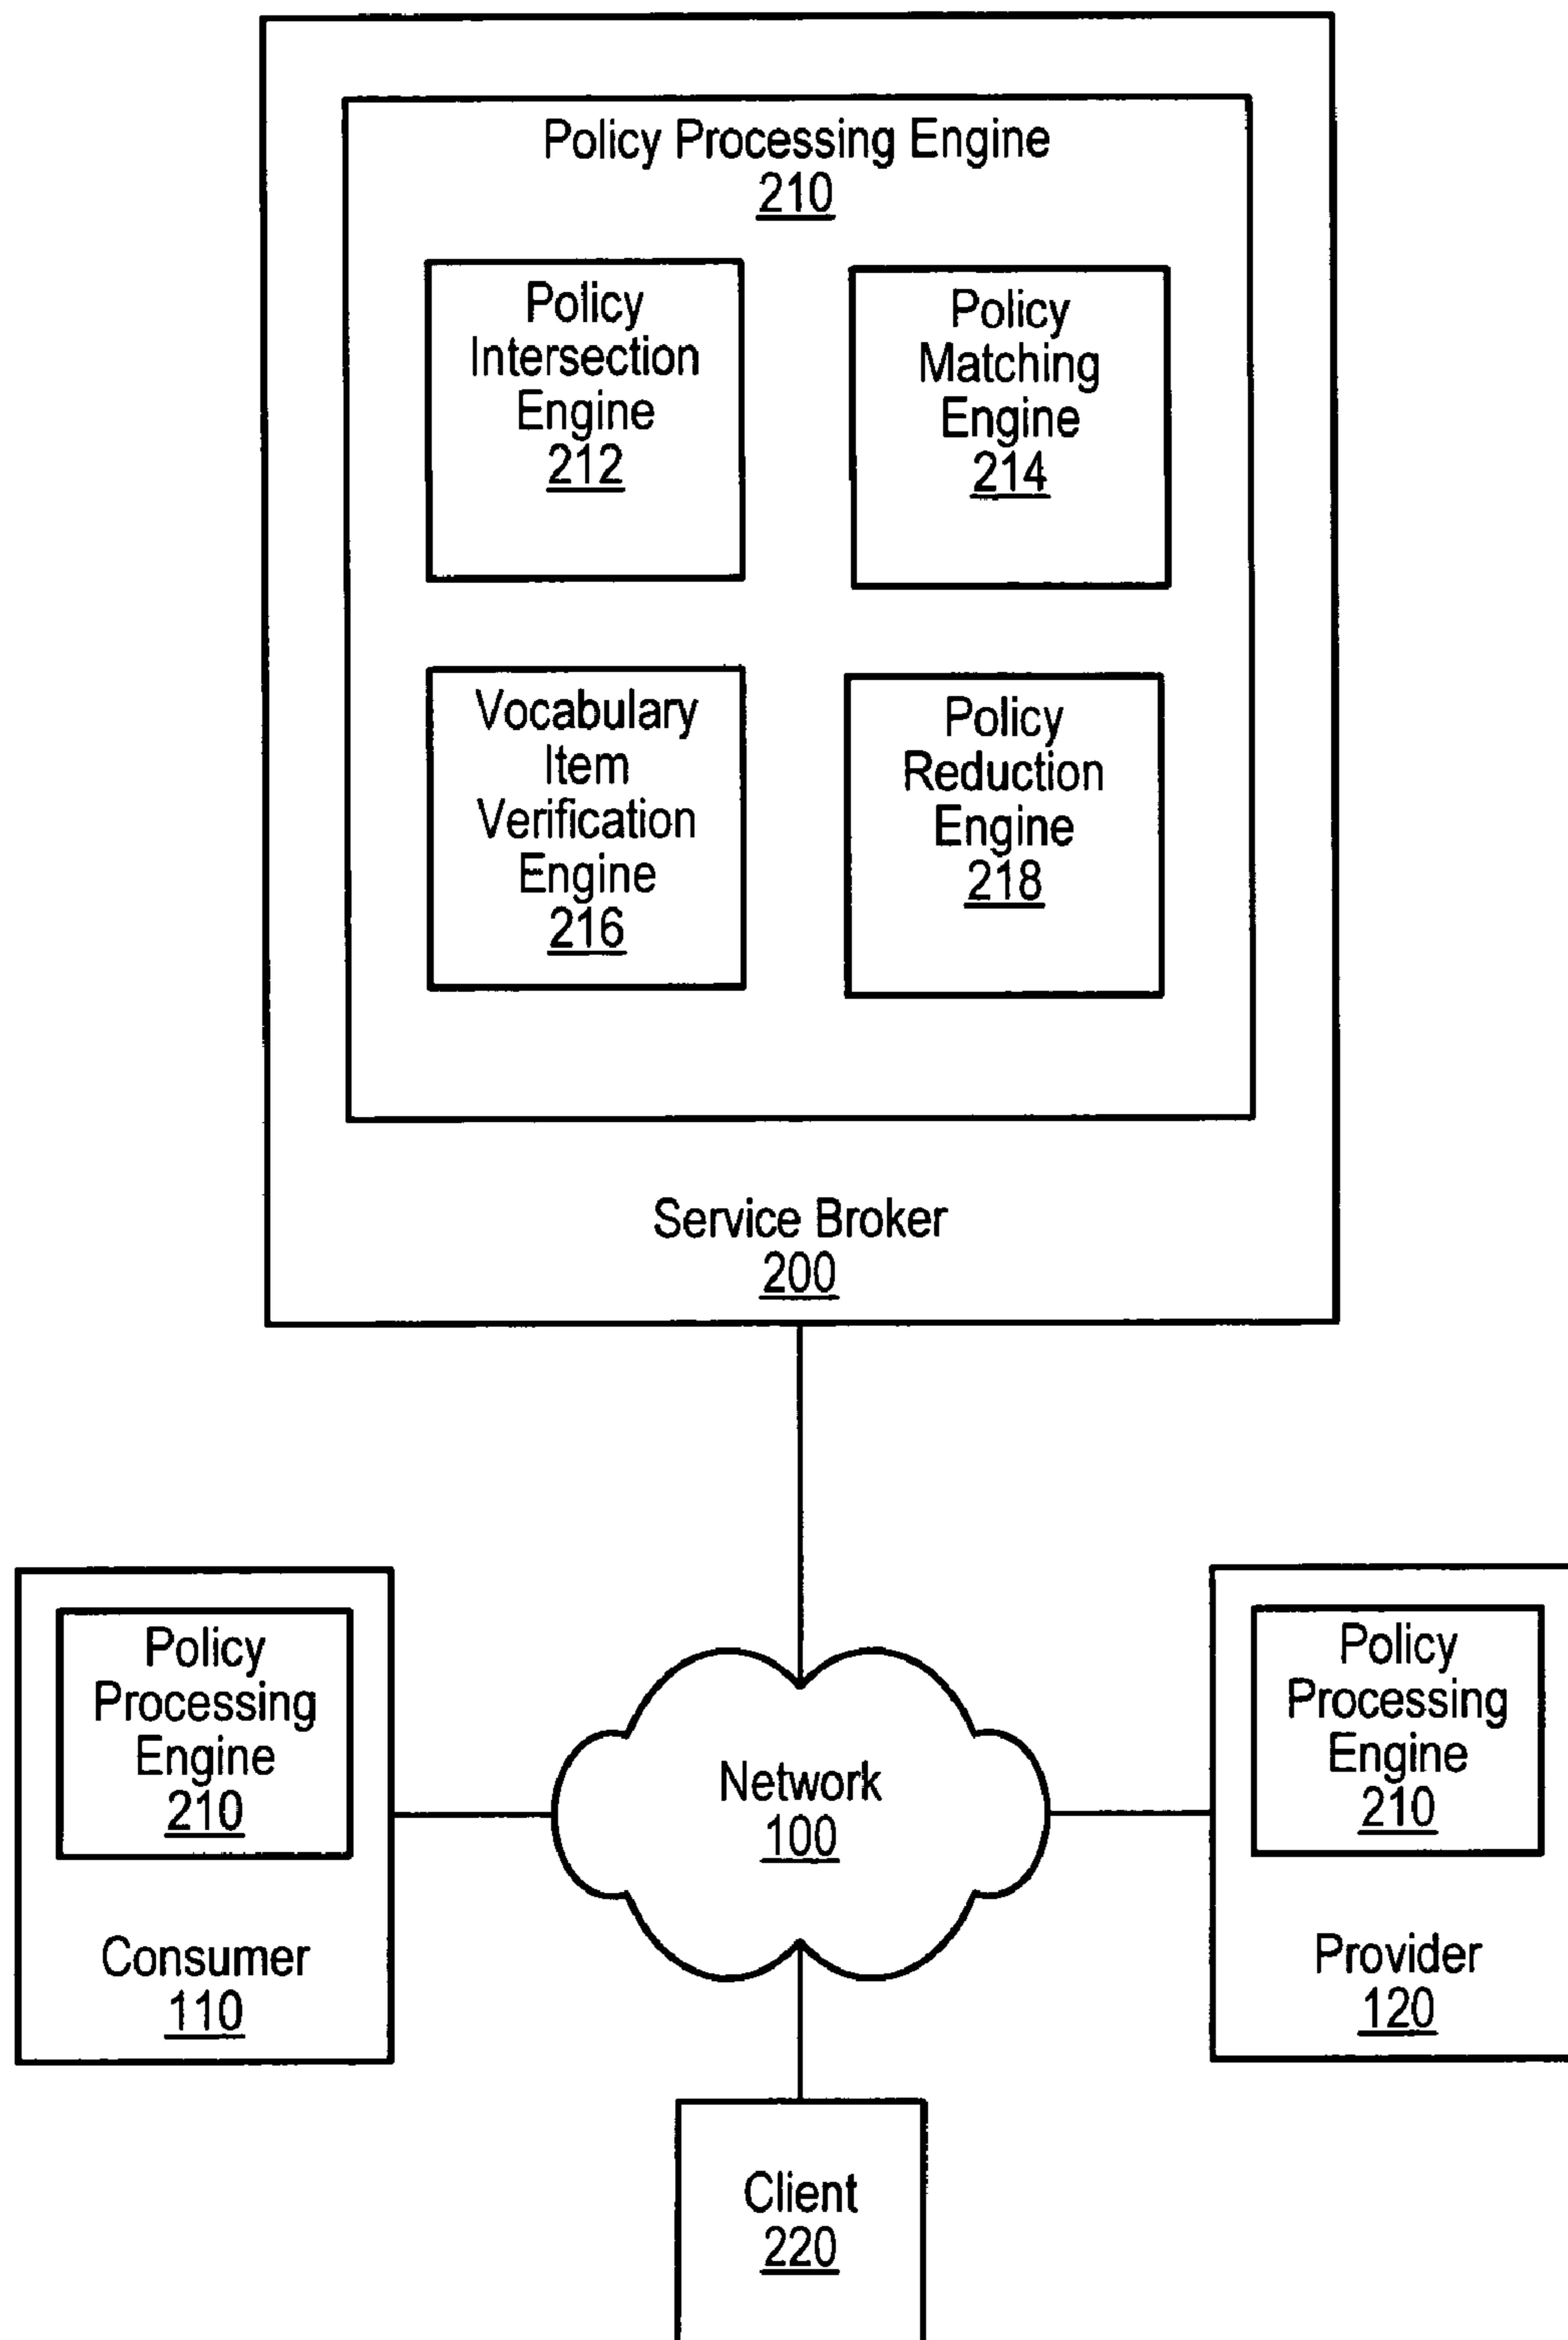 Policy Processing Engine
210
Policy
Intersection
Engine
212
Policy
Matching
Engine
214
Vocabulary
Item
Verification
Engine
216
Policy
Reduction
Engine
218
Service Broker
200
Policy
Processing
Engine
210
Consumer
110
Network
100
Policy
Processing
Engine
210
Provider
120
Client
220